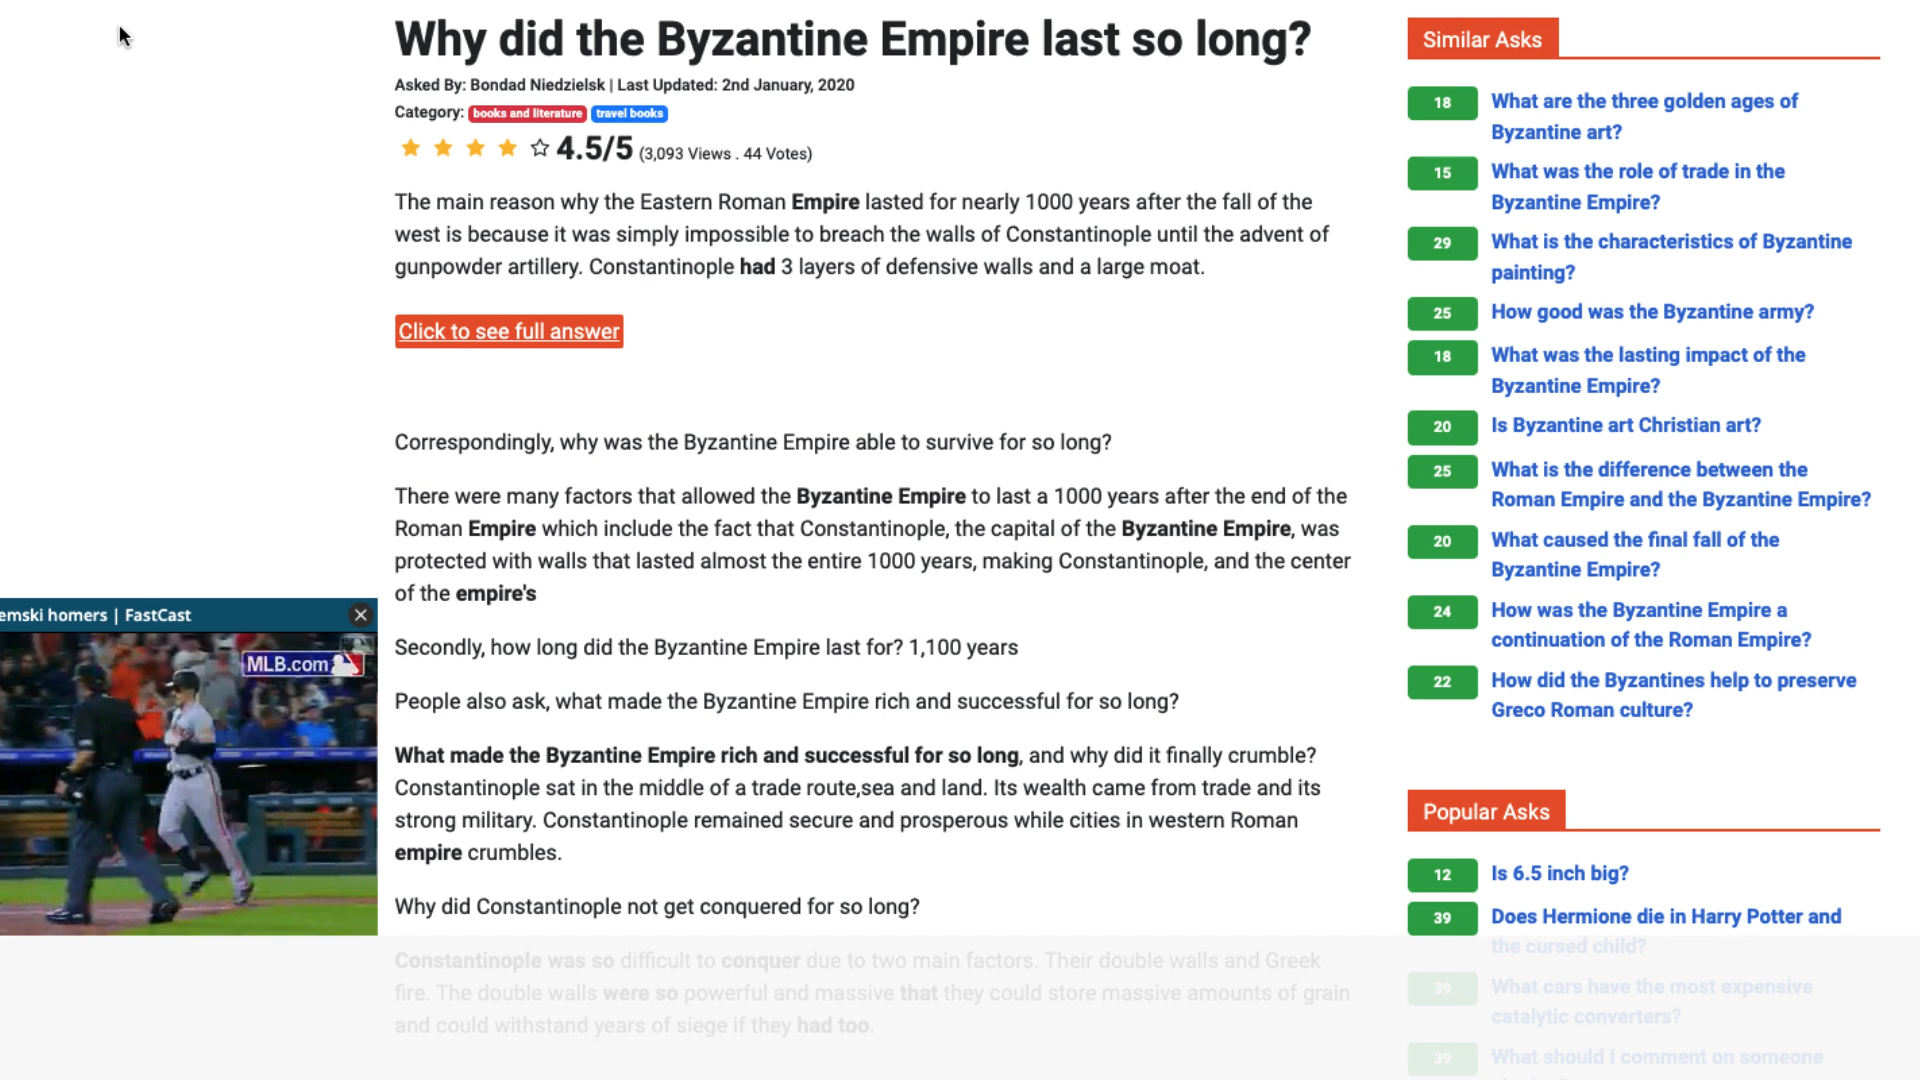 Why did the Byzantine Empire last so long?
Asked By: Bondad Niedzielsk | Last Updated: 2nd January, 2020
Category: books and literature travel books
4.5/5 (3,093 Views . 44 Votes)
The main reason why the Eastern Roman Empire lasted for nearly 1000 years after the fall of the
west is because it was simply impossible to breach the walls of Constantinople until the advent of
gunpowder artillery. Constantinople had 3 layers of defensive walls and a large moat.
Click to see full answer
Correspondingly, why was the Byzantine Empire able to survive for so long?
There were many factors that allowed the Byzantine Empire to last a 1000 years after the end of the
Roman Empire which include the fact that Constantinople, the capital of the Byzantine Empire, was
protected with walls that lasted almost the entire 1000 years, making Constantinople, and the center
of the empire's
Secondly, how long did the Byzantine Empire last for? 1,100 years
People also ask, what made the Byzantine Empire rich and successful for so long?
What made the Byzantine Empire rich and successful for so long, and why did it finally crumble?
Constantinople sat in the middle of a trade route,sea and land. Its wealth came from trade and its
strong military. Constantinople remained secure and prosperous while cities in western Roman
empire crumbles.
Why did Constantinople not get conquered for so long?
Constantinople was so difficult to conquer due to two main factors. Their double walls and Greek
fire. The double walls were so powerful and massive that they could store massive amounts of grain
and could withstand years of siege if they had too.
emski homers | FastCast
MLB.com
Similar Asks
18 What are the three golden ages of
Byzantine art?
15 What was the role of trade in the
Byzantine Empire?
29 What is the characteristics of Byzantine
painting?
25 How good was the Byzantine army?
18 What was the lasting impact of the
Byzantine Empire?
20 Is Byzantine art Christian art?
25 What is the difference between the
Roman Empire and the Byzantine Empire?
20 What caused the final fall of the
Byzantine Empire?
24 How was the Byzantine Empire a
continuation of the Roman Empire?
22 How did the Byzantines help to preserve
Greco Roman culture?
Popular Asks
12 Is 6.5 inch big?
39 Does Hermione die in Harry Potter and
the cursed child?
39 What cars have the most expensive
catalytic converters?
39 What should I comment on someone